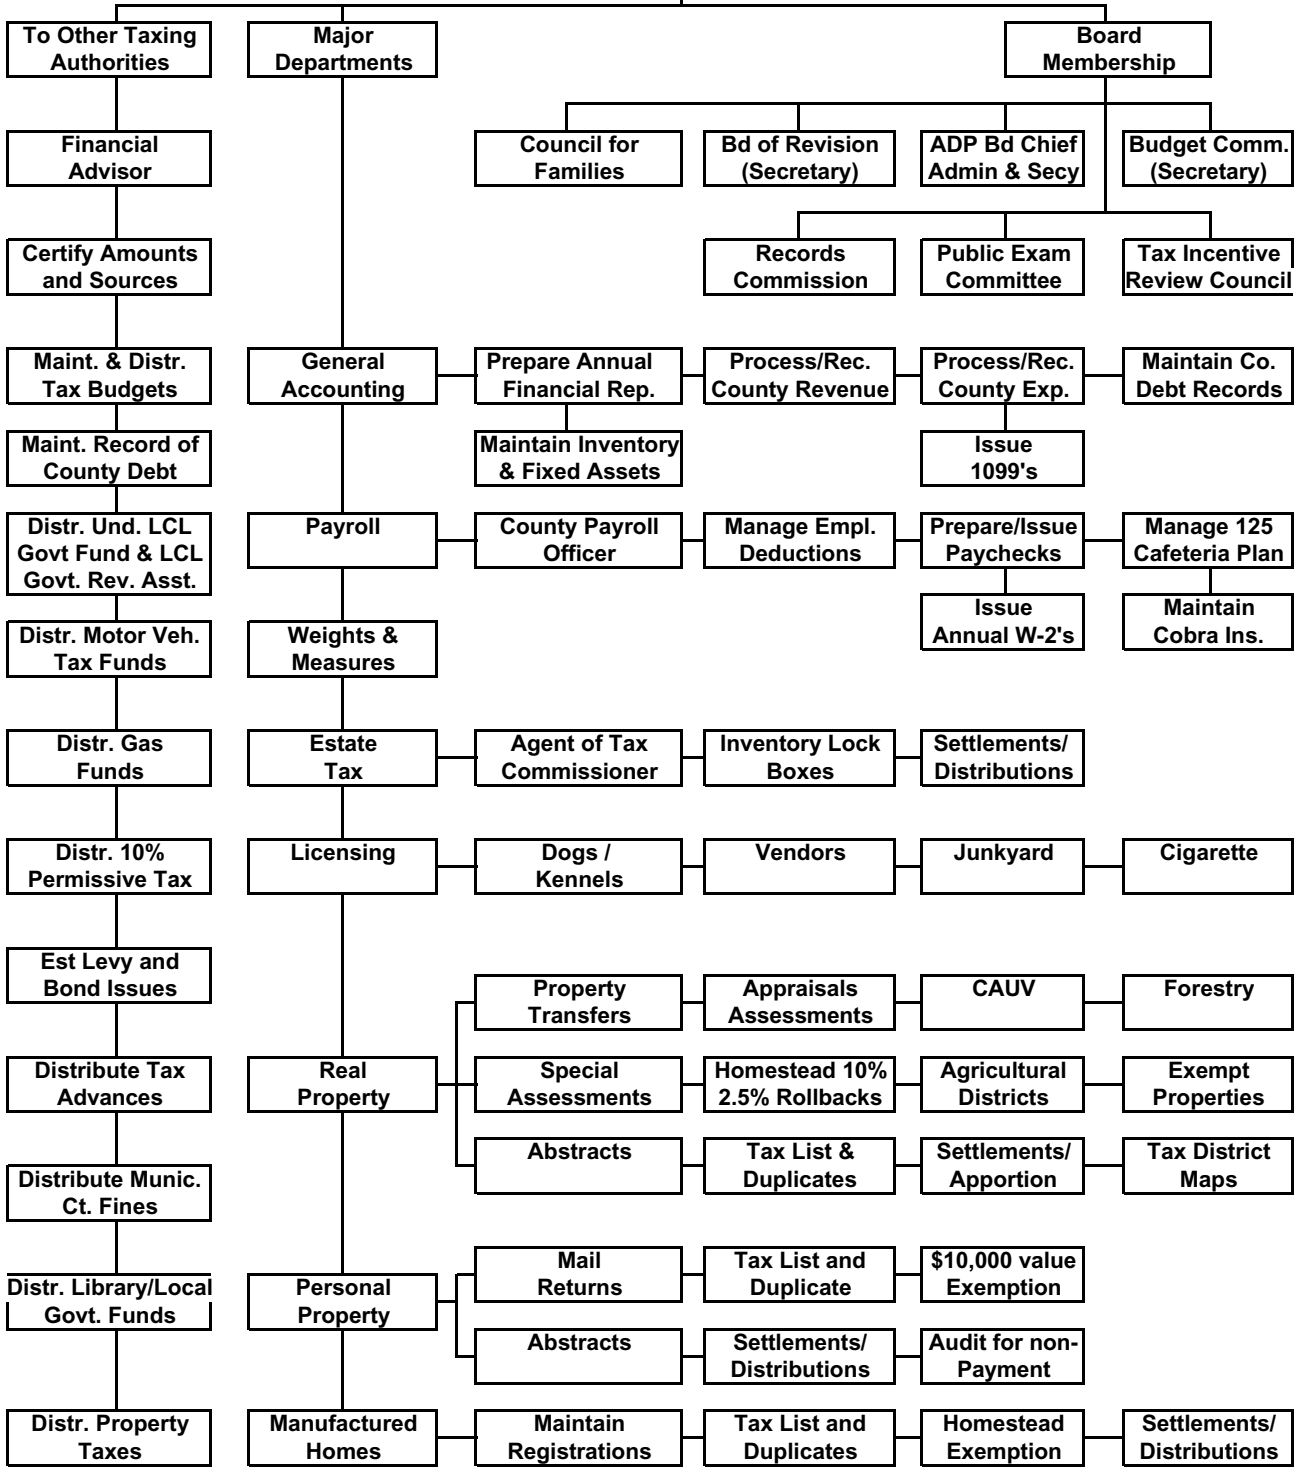 To Other Taxing
Authorities
Major
Departments
Board
Membership
Financial
Advisor
Council for
Families
Bd of Revision
(Secretary)
ADP Bd Chief
Admin & Secy
Budget Comm.
(Secretary)
Certify Amounts
and Sources
Records
Commission
Public Exam
Committee
Tax Incentive
Review Council
Maint. & Distr.
Tax Budgets
General
Accounting
Prepare Annual
Financial Rep.
Process/Rec.
County Revenue
Process/Rec.
County Exp.
Maintain Co.
Debt Records
Maint. Record of
County Debt
Maintain Inventory
& Fixed Assets
Issue
1099's
Distr. Und. LCL
Govt Fund & LCL
Govt. Rev. Asst.
Payroll
County Payroll
Officer
Manage Empl.
Deductions
Prepare/Issue
Paychecks
Manage 125
Cafeteria Plan
Issue
Annual W-2's
Maintain
Cobra Ins.
Distr. Motor Veh.
Tax Funds
Weights &
Measures
Distr. Gas
Funds
Estate
Tax
Agent of Tax
Commissioner
Inventory Lock
Boxes
Settlements/
Distributions
Distr. 10%
Permissive Tax
Licensing
Dogs /
Kennels
Vendors
Junkyard
Cigarette
Est Levy and
Bond Issues
Property
Transfers
Appraisals
Assessments
CAUV
Forestry
Distribute Tax
Advances
Real
Property
Special
Assessments
Homestead 10%
2.5% Rollbacks
Agricultural
Districts
Exempt
Properties
Abstracts
Tax List &
Duplicates
Settlements/
Apportion
Tax District
Maps
Distribute Munic.
Ct. Fines
Mail
Returns
Tax List and
Duplicate
$10,000 value
Exemption
Distr. Library/Local
Govt. Funds
Personal
Property
Abstracts
Settlements/
Distributions
Audit for non-
Payment
Distr. Property
Taxes
Manufactured
Homes
Maintain
Registrations
Tax List and
Duplicates
Homestead
Exemption
Settlements/
Distributions